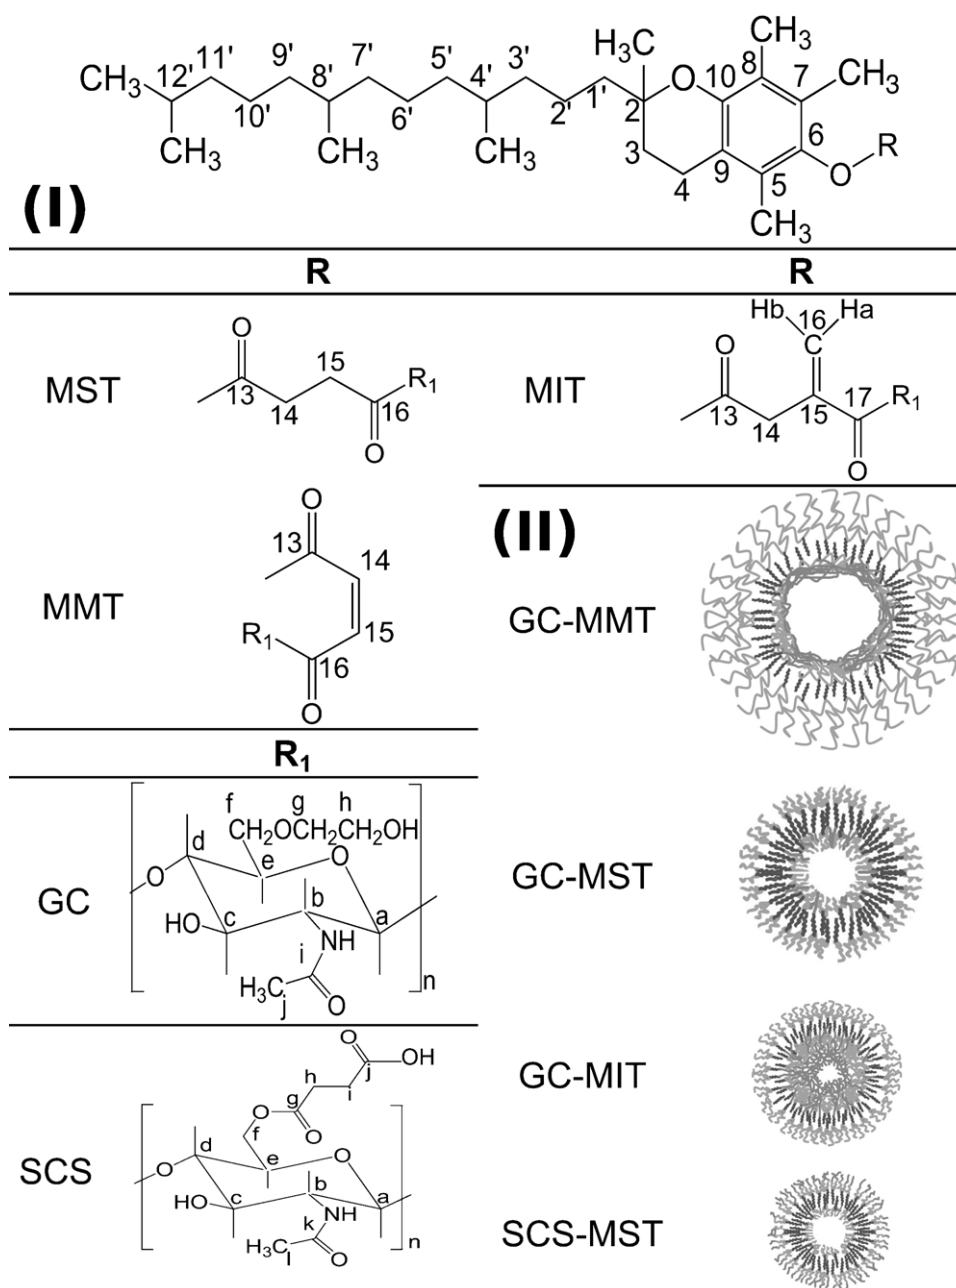 CH₃ CH₃ CH₃ CH₃ H₃C CH₃ CH₃ CH₃
11' 9' 7' 5' 3' 8 7
12' 8' 4' 1' 2 O 10 6
10' 6' 2' 3 R
4 9 5 O
(I)
R R
MST O 13 14 15 16 O R₁
MIT O 13 14 15 Hb 16 Ha C 17 R₁ O
MMT O 13 14 15 R₁ 16 O
(II)
GC-MMT
R₁
GC O d f g h CH₂OCH₂CH₂OH e O HO c b a NH i H₃C j O n
GC-MST
GC-MIT
SCS O OH j h i g O O f d e O O HO c b a k NH H₃C l O n
SCS-MST